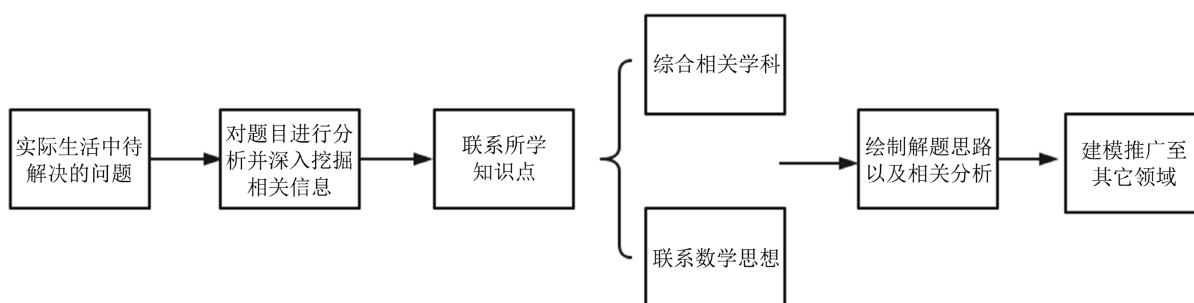 实际生活中待
解决的问题
对题目进行分
析并深入挖掘
相关信息
联系所学
知识点
综合相关学科
联系数学思想
绘制解题思路
以及相关分析
建模推广至
其它领域